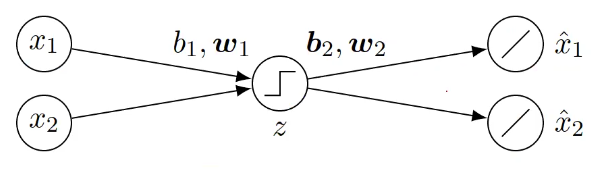 x₁
b₁, w₁
b₂, w₂
x̂₁
x₂
z
x̂₂